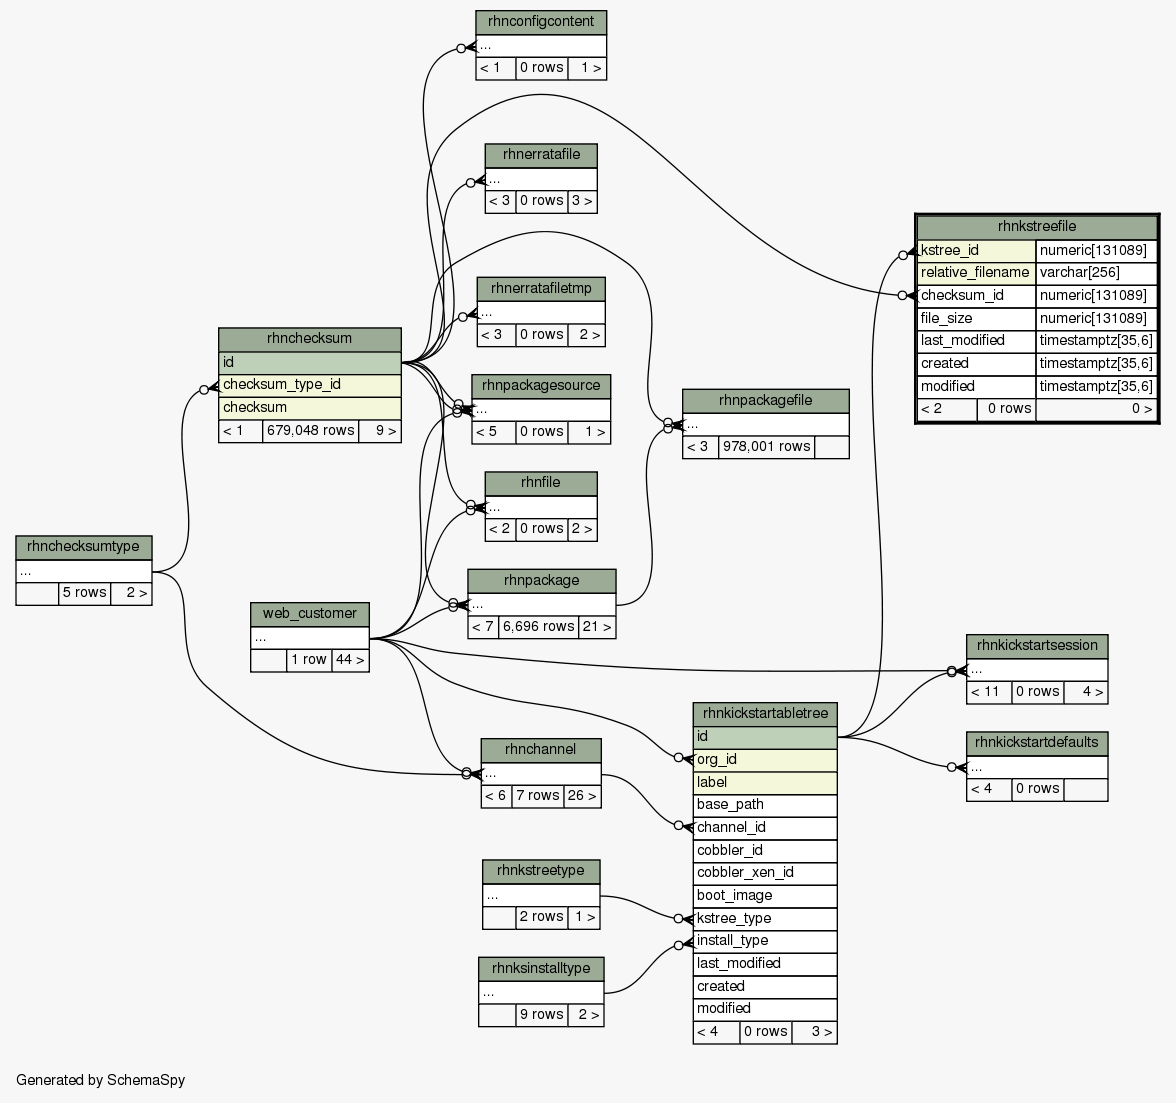 rhnconfigcontent
...
< 1 0 rows 1 >
rhnerratafile
...
< 3 0 rows 3 >
rhnkstreefile
kstree_id numeric[131089]
relative_filename varchar[256]
checksum_id numeric[131089]
file_size numeric[131089]
last_modified timestamptz[35,6]
created timestamptz[35,6]
modified timestamptz[35,6]
< 2 0 rows 0 >
rhnerratafiletmp
...
< 3 0 rows 2 >
rhnchecksum
id
checksum_type_id
checksum
< 1 679,048 rows 9 >
rhnpackagesource
...
< 5 0 rows 1 >
rhnpackagefile
...
< 3 978,001 rows
rhnfile
...
< 2 0 rows 2 >
rhnchecksumtype
...
5 rows 2 >
rhnpackage
...
< 7 6,696 rows 21 >
web_customer
...
1 row 44 >
rhnkickstartsession
...
< 11 0 rows 4 >
rhnkickstartabletree
id
org_id
label
base_path
channel_id
cobbler_id
cobbler_xen_id
boot_image
kstree_type
install_type
last_modified
created
modified
< 4 0 rows 3 >
rhnkickstartdefaults
...
< 4 0 rows
rhnchannel
...
< 6 7 rows 26 >
rhnkstreetype
...
2 rows 1 >
rhnksinstalltype
...
9 rows 2 >
Generated by SchemaSpy